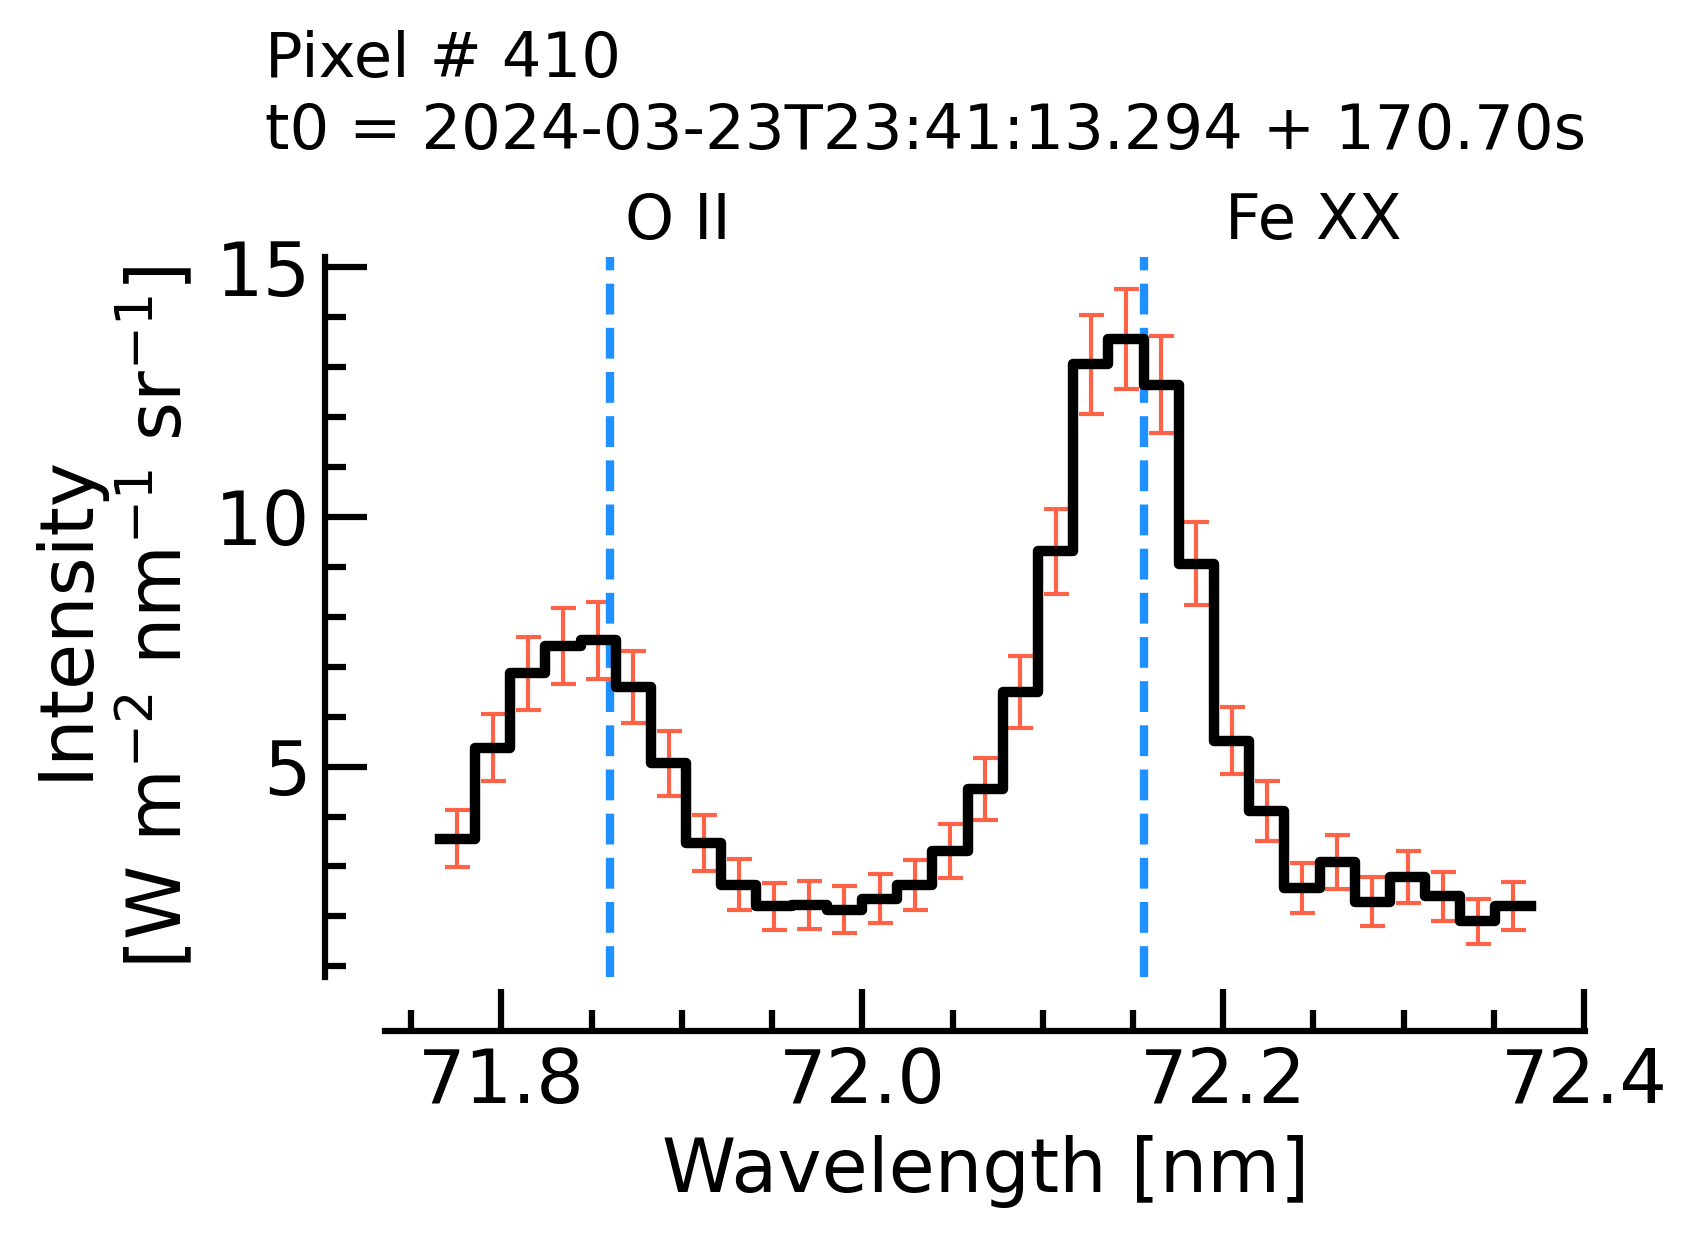 Pixel # 410
t0 = 2024-03-23T23:41:13.294 + 170.70s
O II
Fe XX
Intensity
[W m⁻² nm⁻¹ sr⁻¹]
15
10
5
71.8 72.0 72.2 72.4
Wavelength [nm]